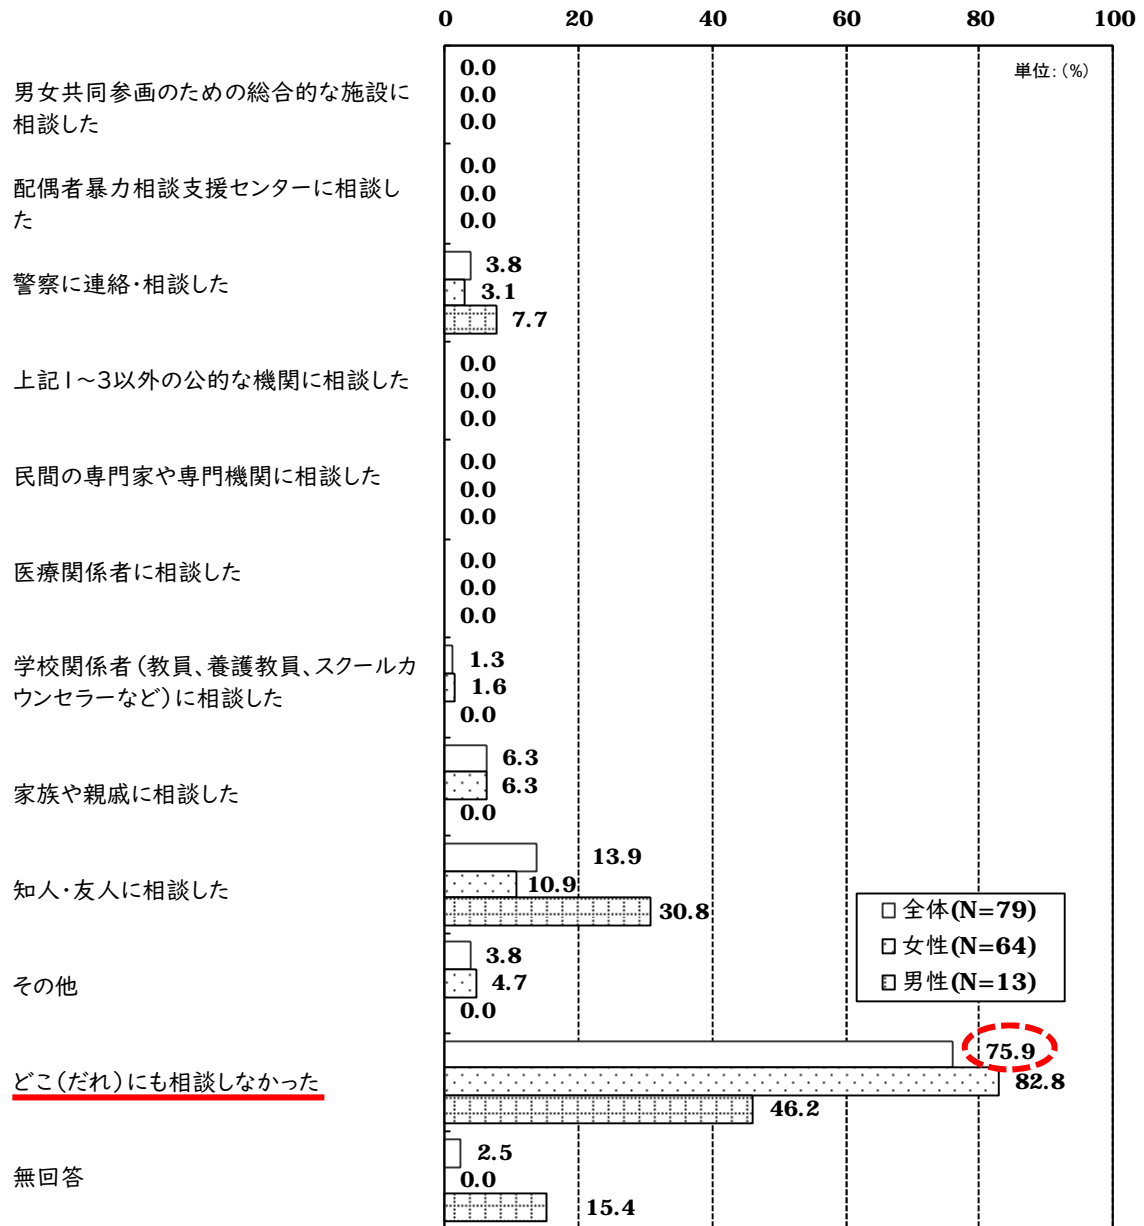 0 20 40 60 80 100
単位:(%)
男女共同参画のための総合的な施設に
相談した
0.0
0.0
0.0
配偶者暴力相談支援センターに相談し
た
0.0
0.0
0.0
警察に連絡・相談した
3.8
3.1
7.7
上記1～3以外の公的な機関に相談した
0.0
0.0
0.0
民間の専門家や専門機関に相談した
0.0
0.0
0.0
医療関係者に相談した
0.0
0.0
0.0
学校関係者(教員、養護教員、スクールカ
ウンセラーなど)に相談した
1.3
1.6
0.0
家族や親戚に相談した
6.3
6.3
0.0
知人・友人に相談した
13.9
10.9
30.8
その他
3.8
4.7
0.0
どこ(だれ)にも相談しなかった
75.9
82.8
46.2
無回答
2.5
0.0
15.4
全体(N=79)
女性(N=64)
男性(N=13)